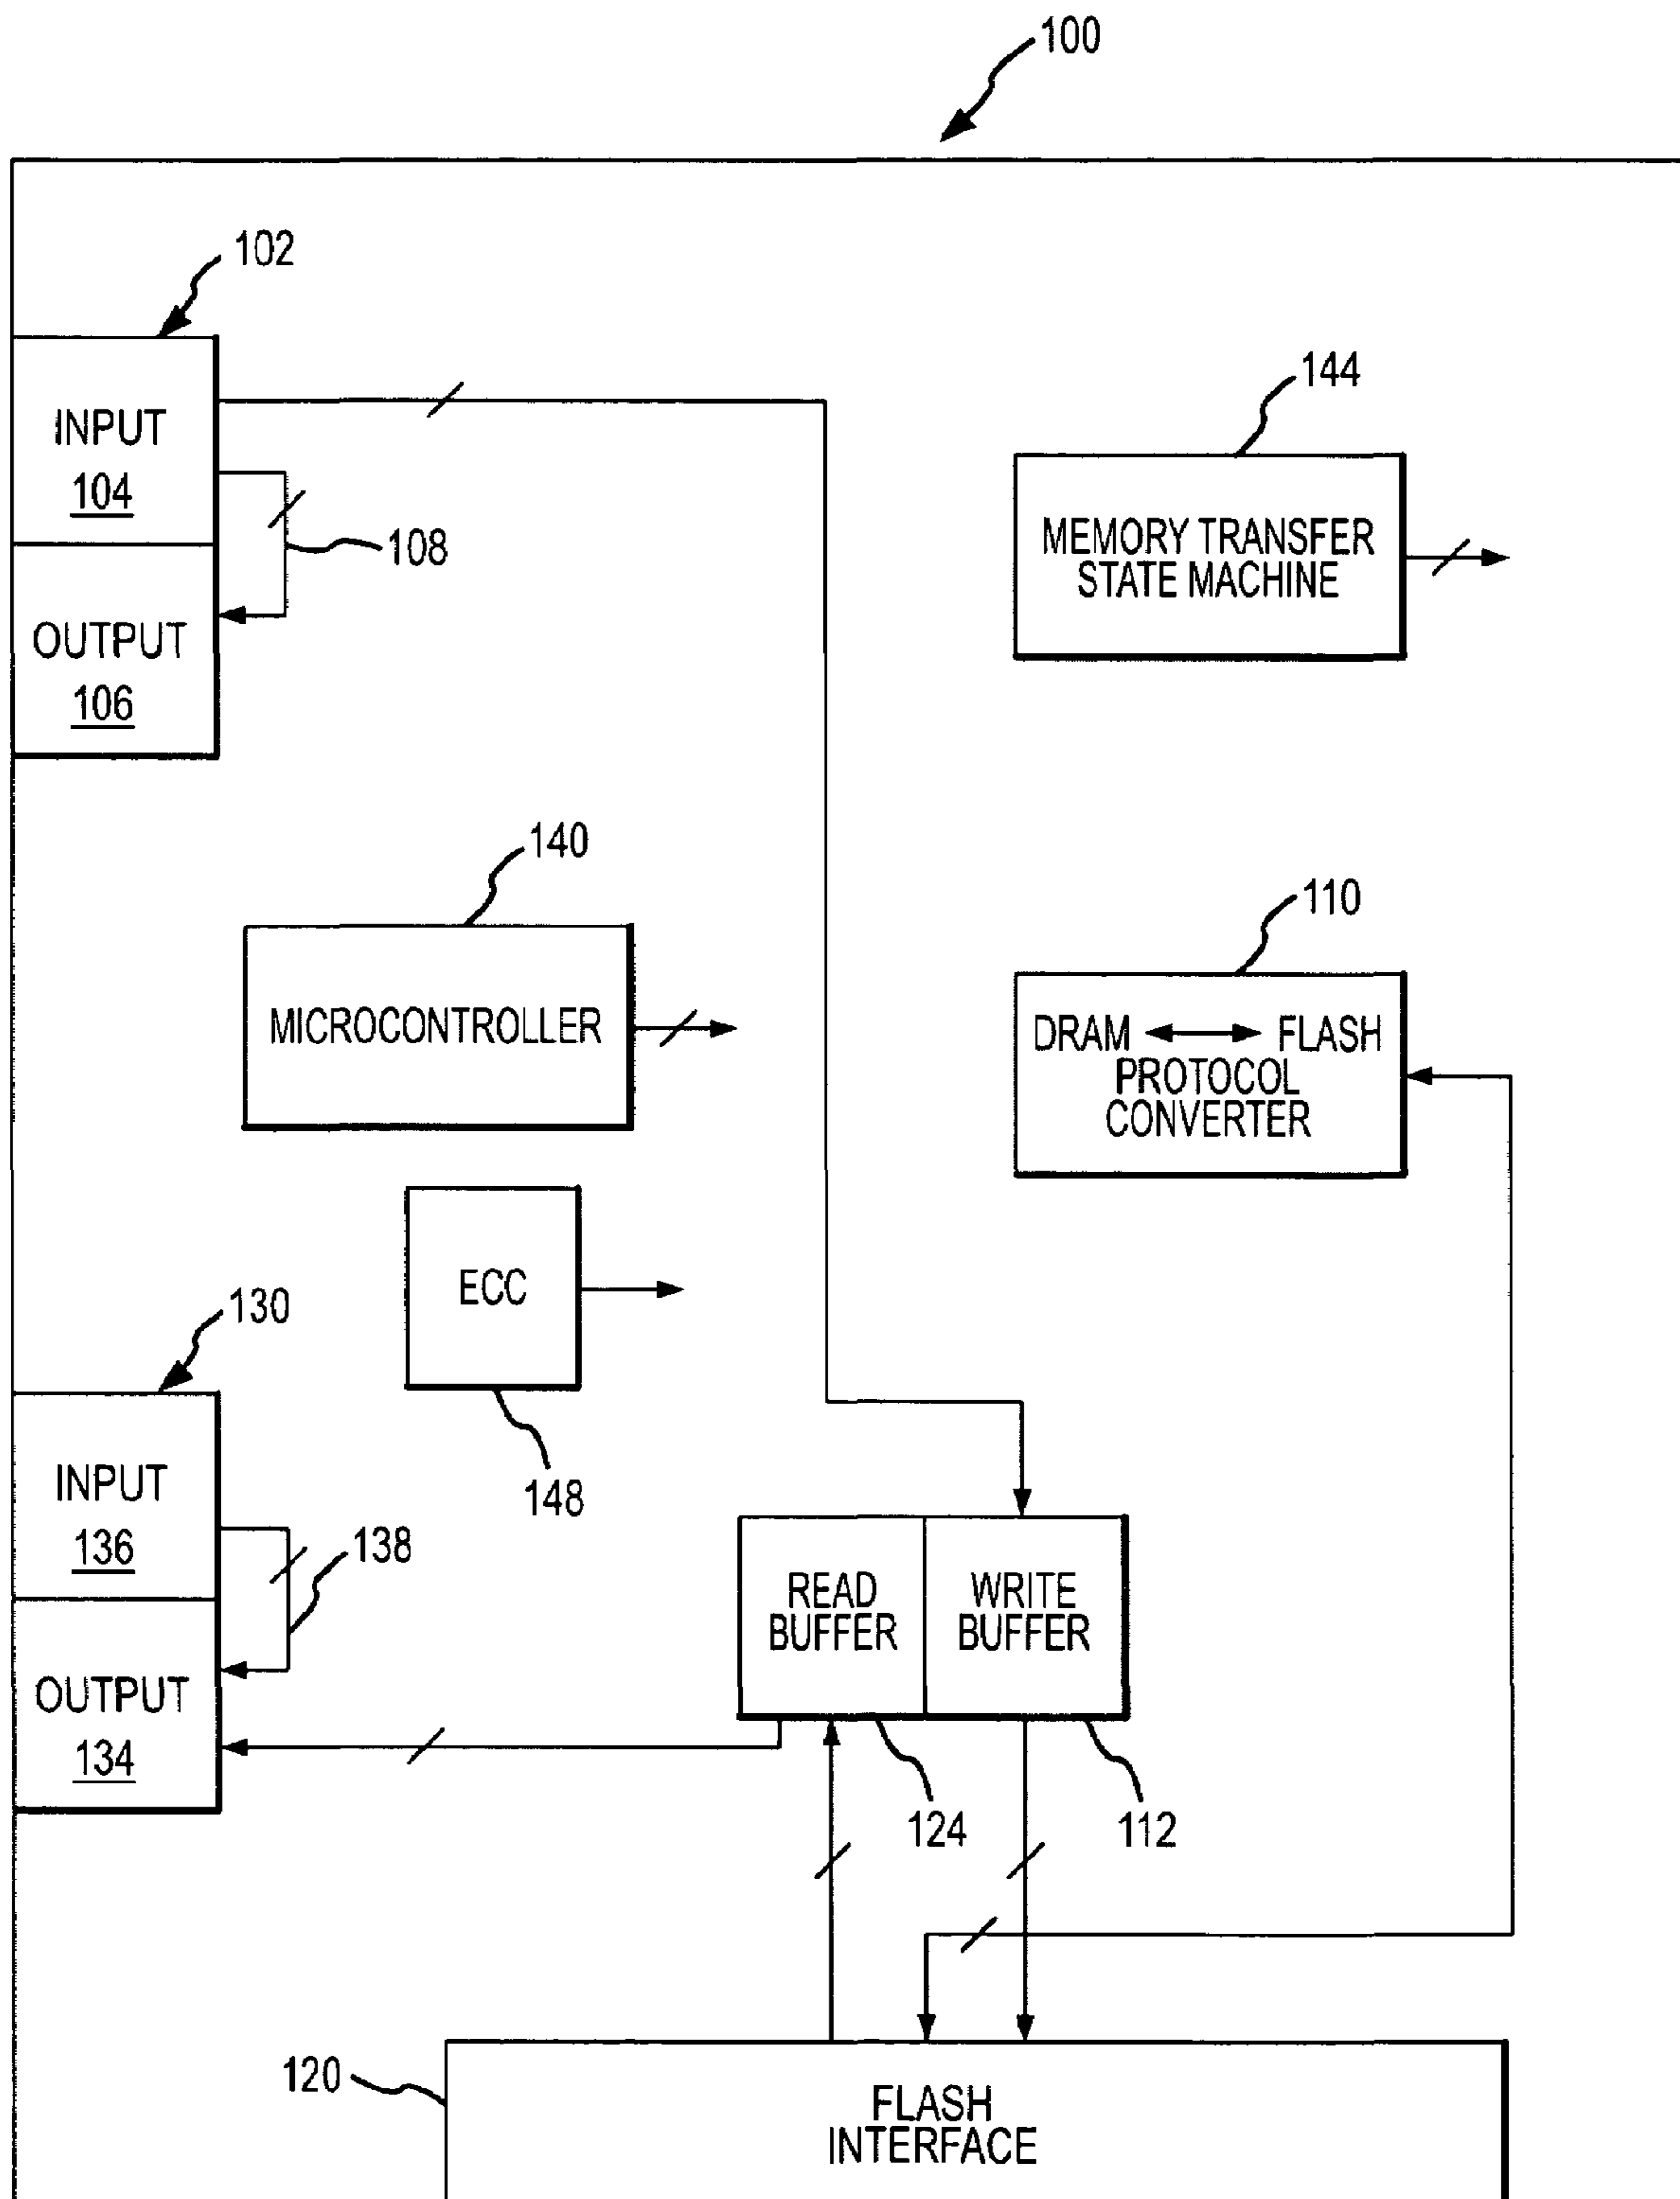 100
102
INPUT
104
108
OUTPUT
106
144
MEMORY TRANSFER
STATE MACHINE
140
MICROCONTROLLER
110
DRAM FLASH
PROTOCOL
CONVERTER
ECC
148
130
INPUT
136
138
OUTPUT
134
READ
BUFFER
WRITE
BUFFER
124
112
120
FLASH
INTERFACE